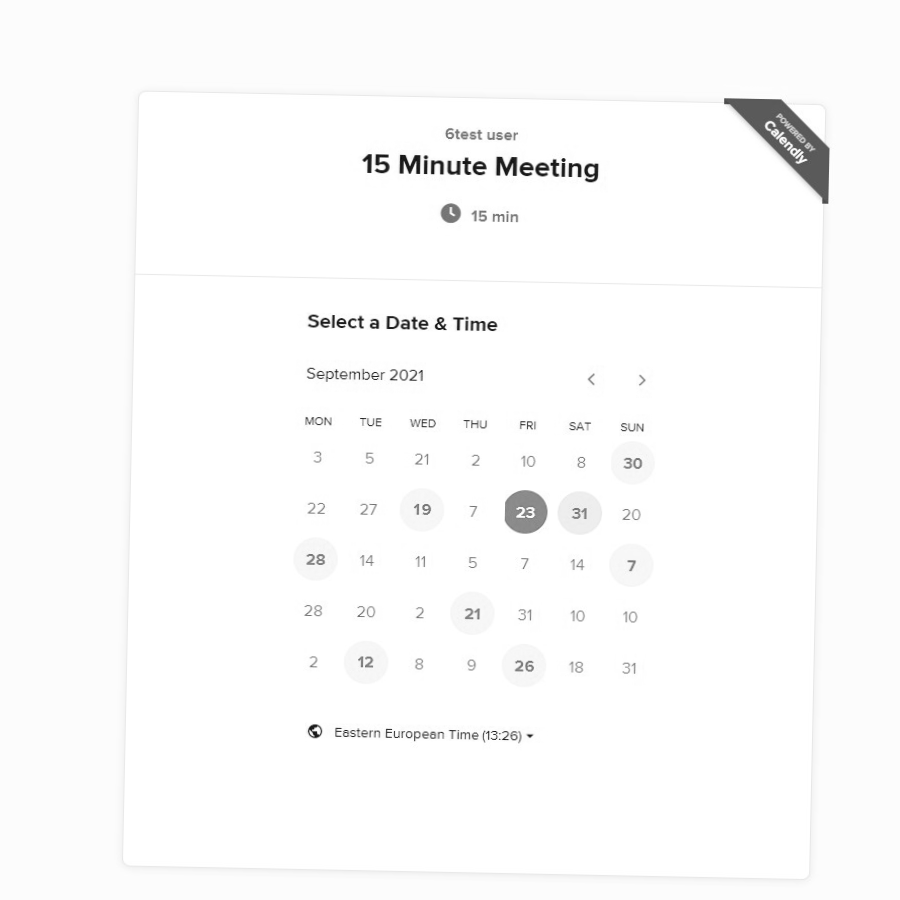 POWERED BY
Calendly
6test user
15 Minute Meeting
15 min
Select a Date & Time
September 2021
MON TUE WED THU FRI SAT SUN
3 5 21 2 10 8 30
22 27 19 7 23 31 20
28 14 11 5 7 14 7
28 20 2 21 31 10 10
2 12 8 9 26 18 31
Eastern European Time (13:26)